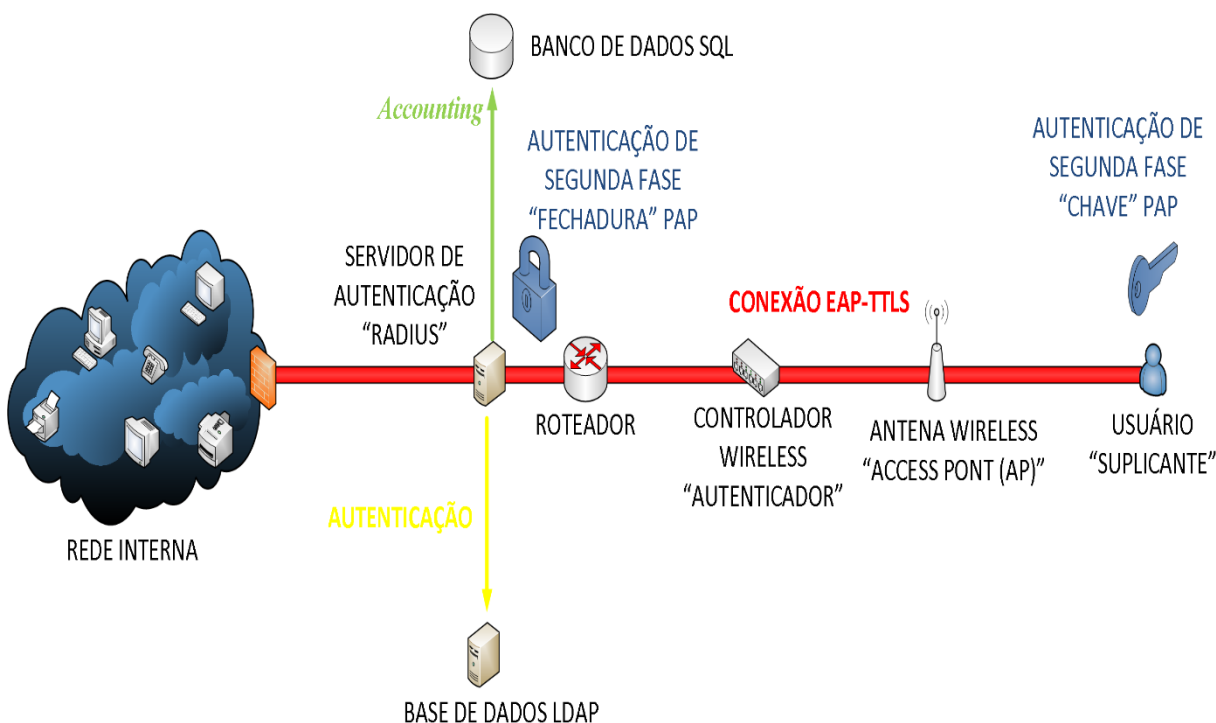 BANCO DE DADOS SQL
Accounting
AUTENTICAÇÃO DE
SEGUNDA FASE
“FECHADURA” PAP
AUTENTICAÇÃO DE
SEGUNDA FASE
“CHAVE” PAP
SERVIDOR DE
AUTENTICAÇÃO
“RADIUS”
CONEXÃO EAP-TTLS
ROTEADOR
CONTROLADOR
WIRELESS
“AUTENTICADOR”
ANTENA WIRELESS
“ACCESS PONT (AP)”
USUÁRIO
“SUPLICANTE”
AUTENTICAÇÃO
REDE INTERNA
BASE DE DADOS LDAP